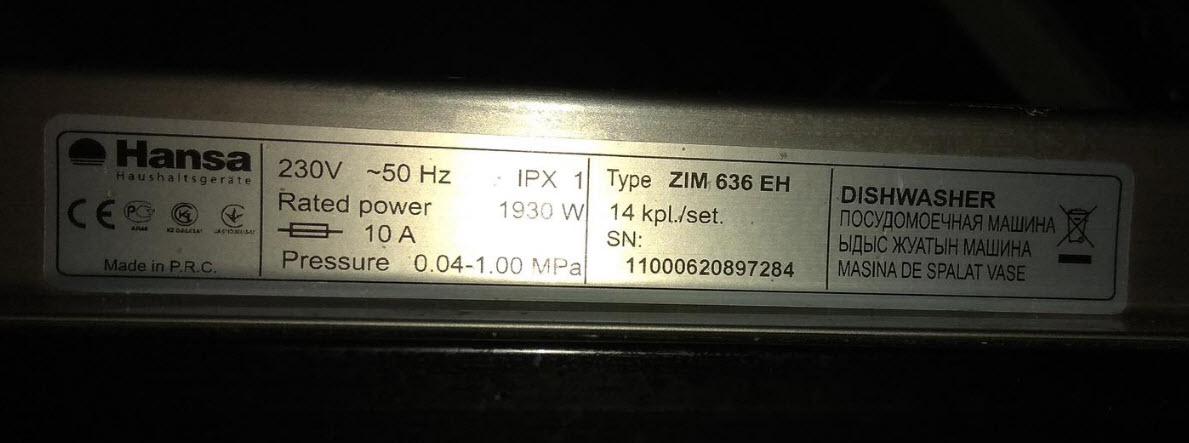 Hansa
Haushaltsgeräte
CE
Made in P.R.C.
230V ~50 Hz IPX 1
Rated power 1930 W
10 A
Pressure 0.04-1.00 MPa
Type ZIM 636 EH
14 kpl./set.
SN:
11000620897284
DISHWASHER
ПОСУДОМОЕЧНАЯ МАШИНА
ЫДЫС ЖУАТЫН МАШИНА
MASINA DE SPALAT VASE